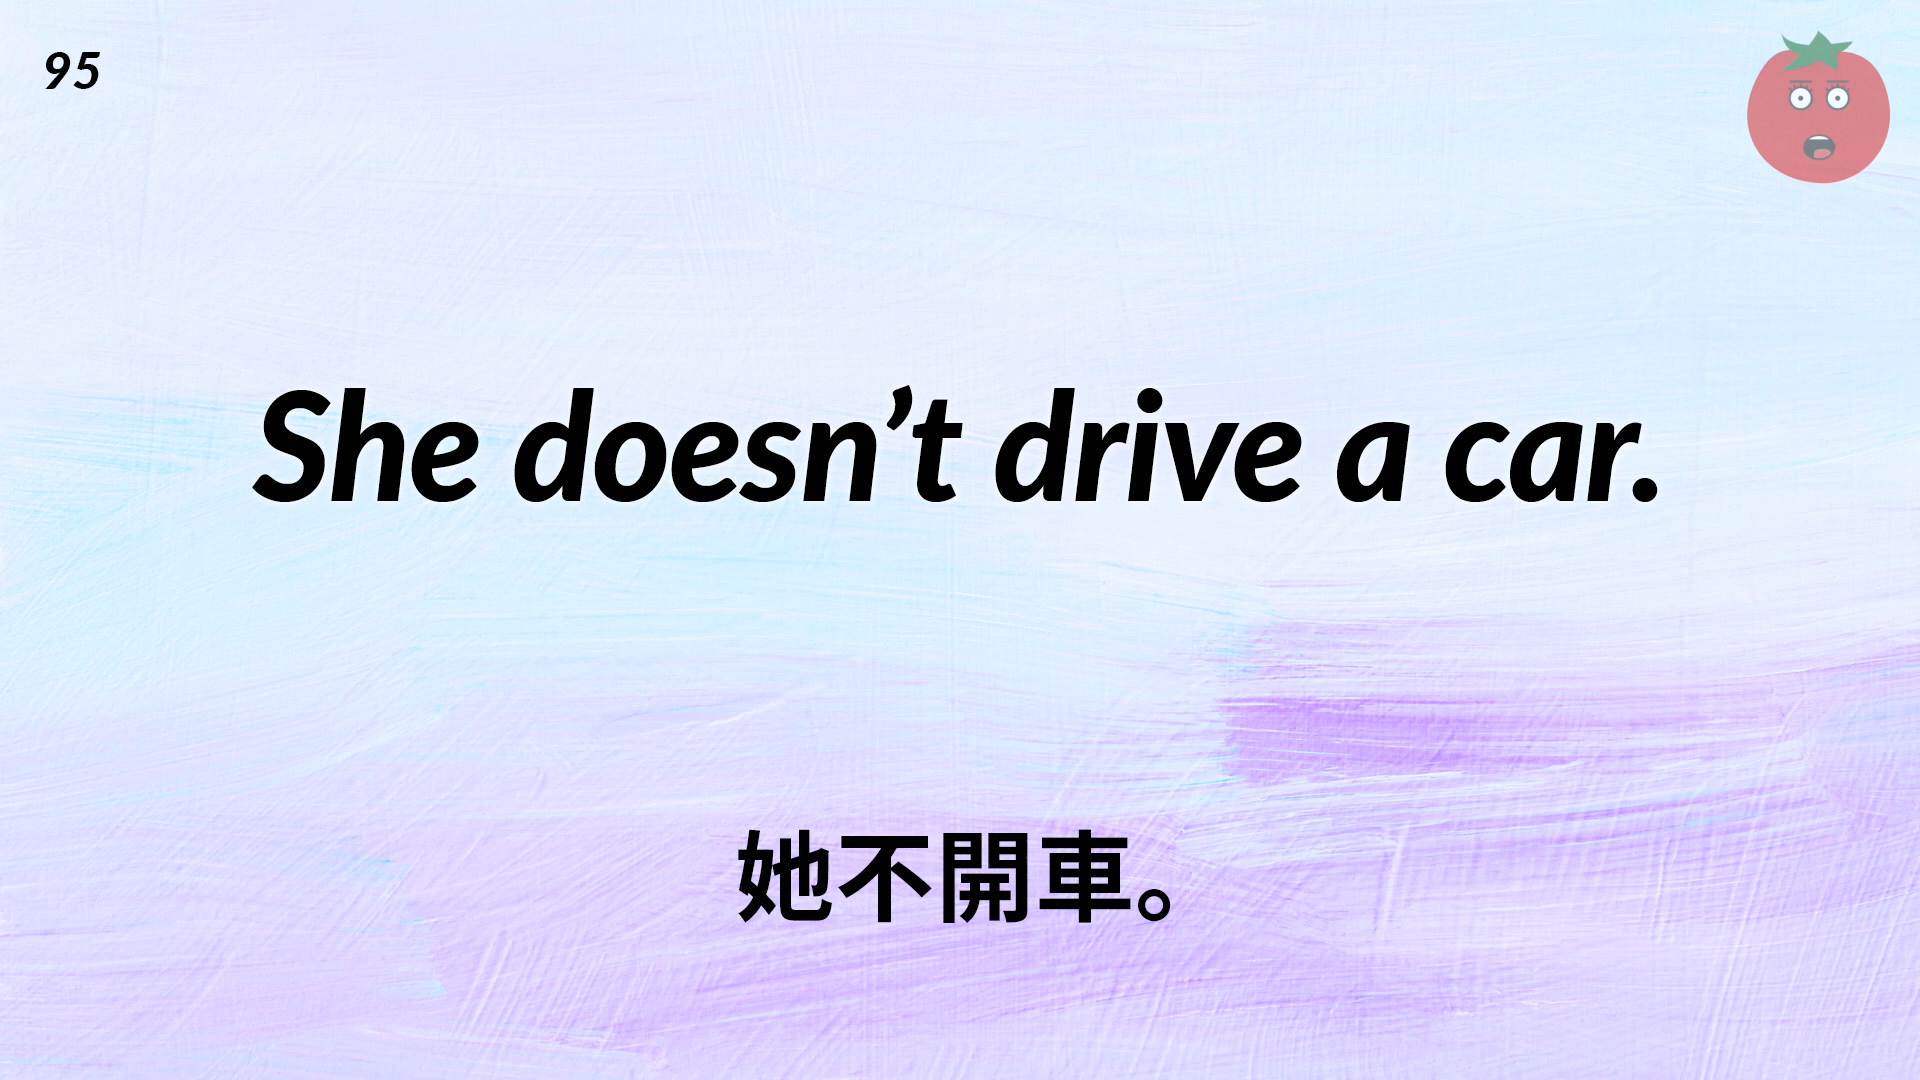 95
She doesn’t drive a car.
她不開車。